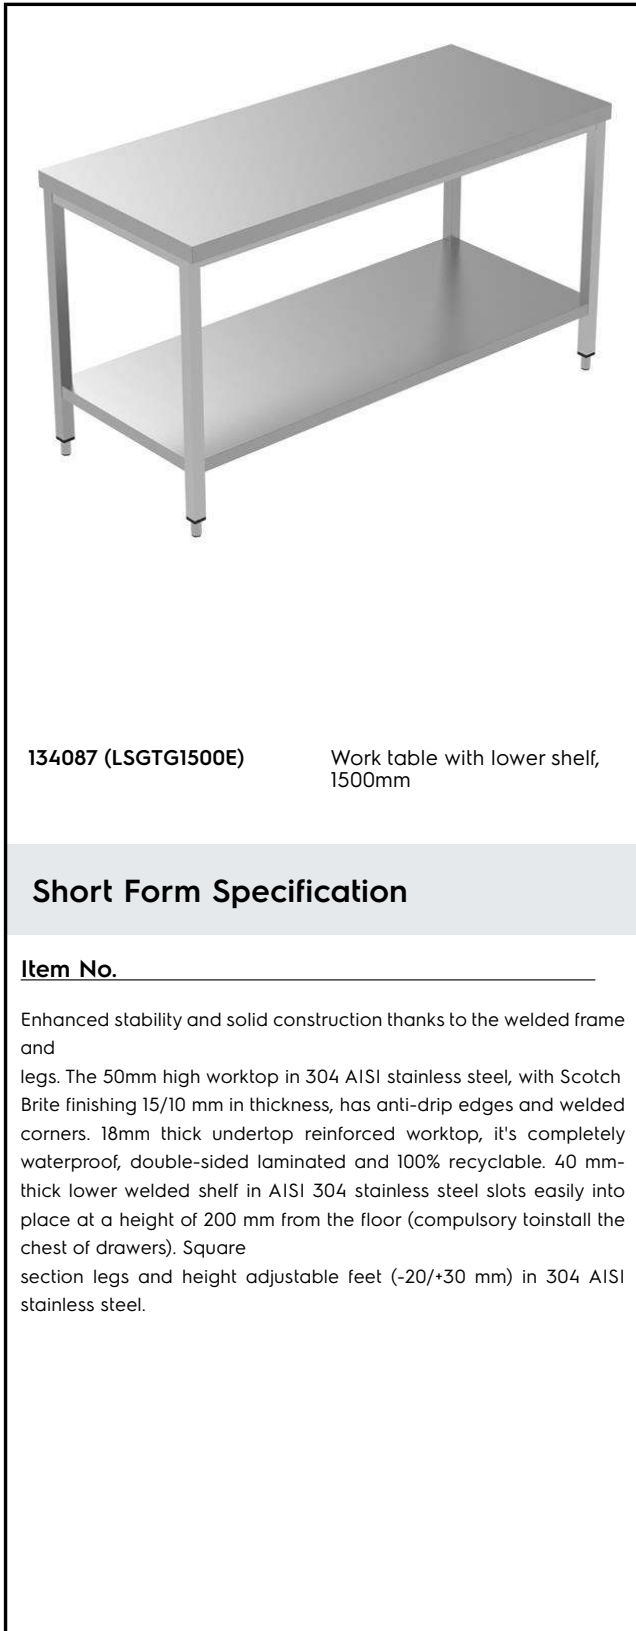 134087 (LSGTG1500E)
Work table with lower shelf,
1500mm
Short Form Specification
Item No.
Enhanced stability and solid construction thanks to the welded frame
and
legs. The 50mm high worktop in 304 AISI stainless steel, with Scotch
Brite finishing 15/10 mm in thickness, has anti-drip edges and welded
corners. 18mm thick undertop reinforced worktop, it's completely
waterproof, double-sided laminated and 100% recyclable. 40 mm-
thick lower welded shelf in AISI 304 stainless steel slots easily into
place at a height of 200 mm from the floor (compulsory toinstall the
chest of drawers). Square
section legs and height adjustable feet (-20/+30 mm) in 304 AISI
stainless steel.